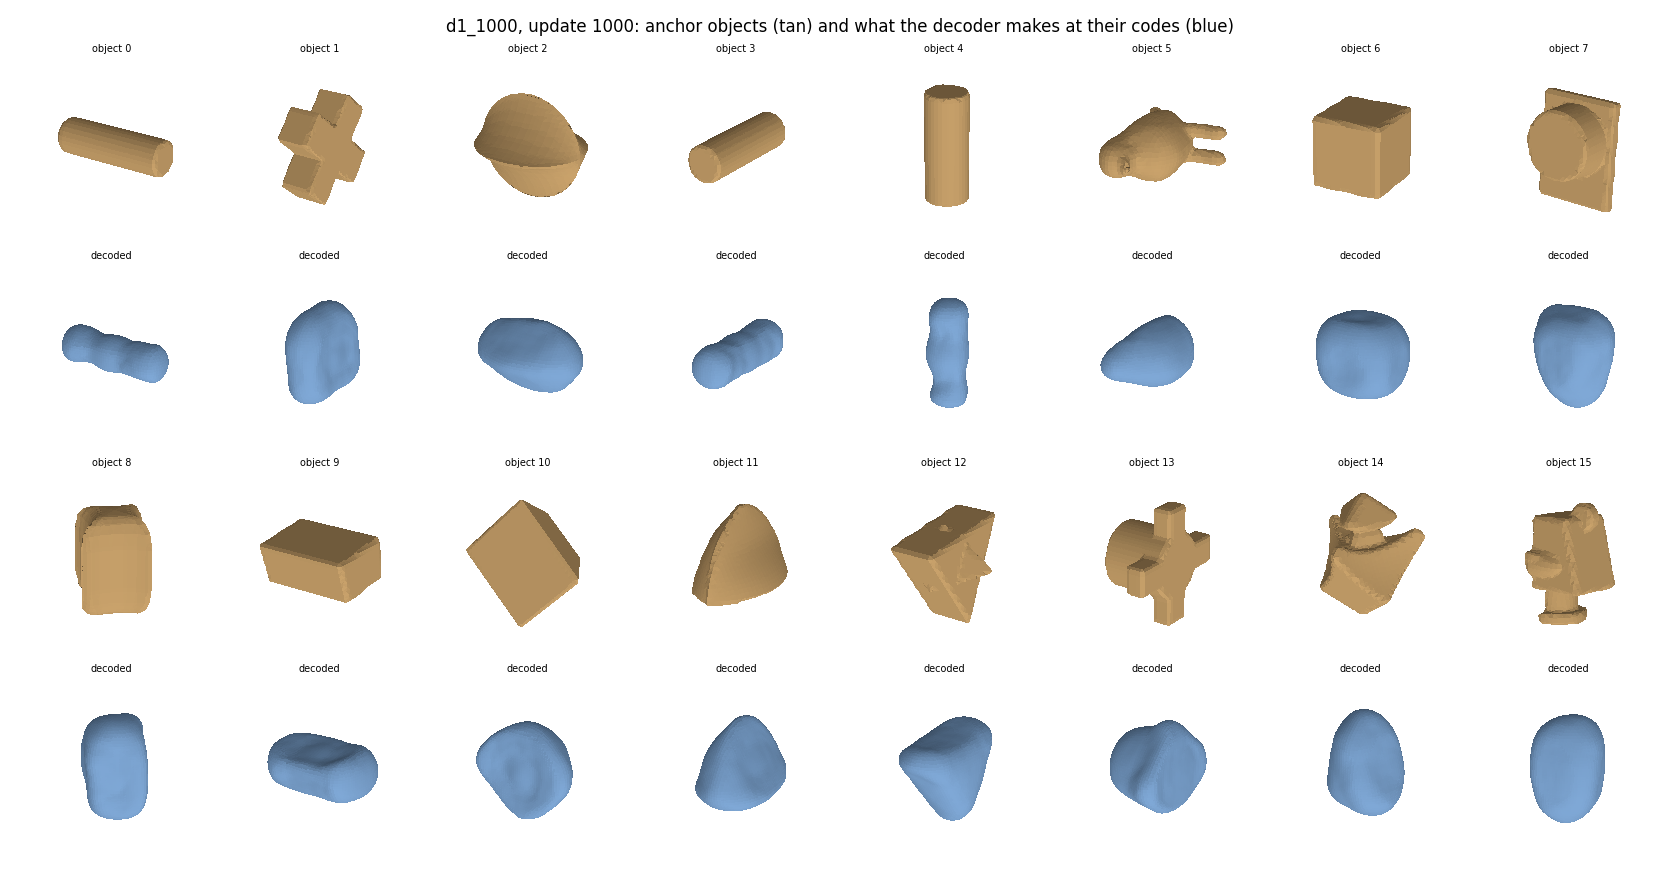 d1_1000, update 1000: anchor objects (tan) and what the decoder makes at their codes (blue)
object 0 object 1 object 2 object 3 object 4 object 5 object 6 object 7
decoded decoded decoded decoded decoded decoded decoded decoded
object 8 object 9 object 10 object 11 object 12 object 13 object 14 object 15
decoded decoded decoded decoded decoded decoded decoded decoded